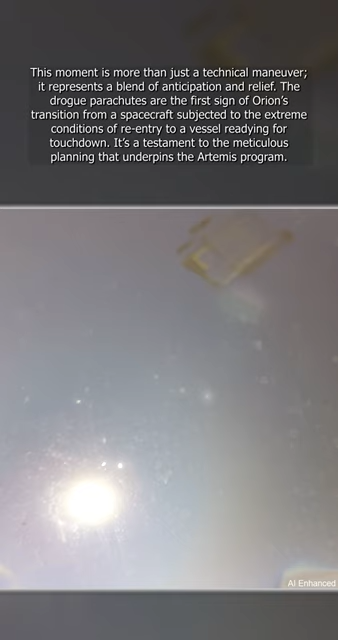 This moment is more than just a technical maneuver;
it represents a blend of anticipation and relief. The
drogue parachutes are the first sign of Orion's
transition from a spacecraft subjected to the extreme
conditions of re-entry to a vessel readying for
touchdown. It's a testament to the meticulous
planning that underpins the Artemis program.
AI Enhanced